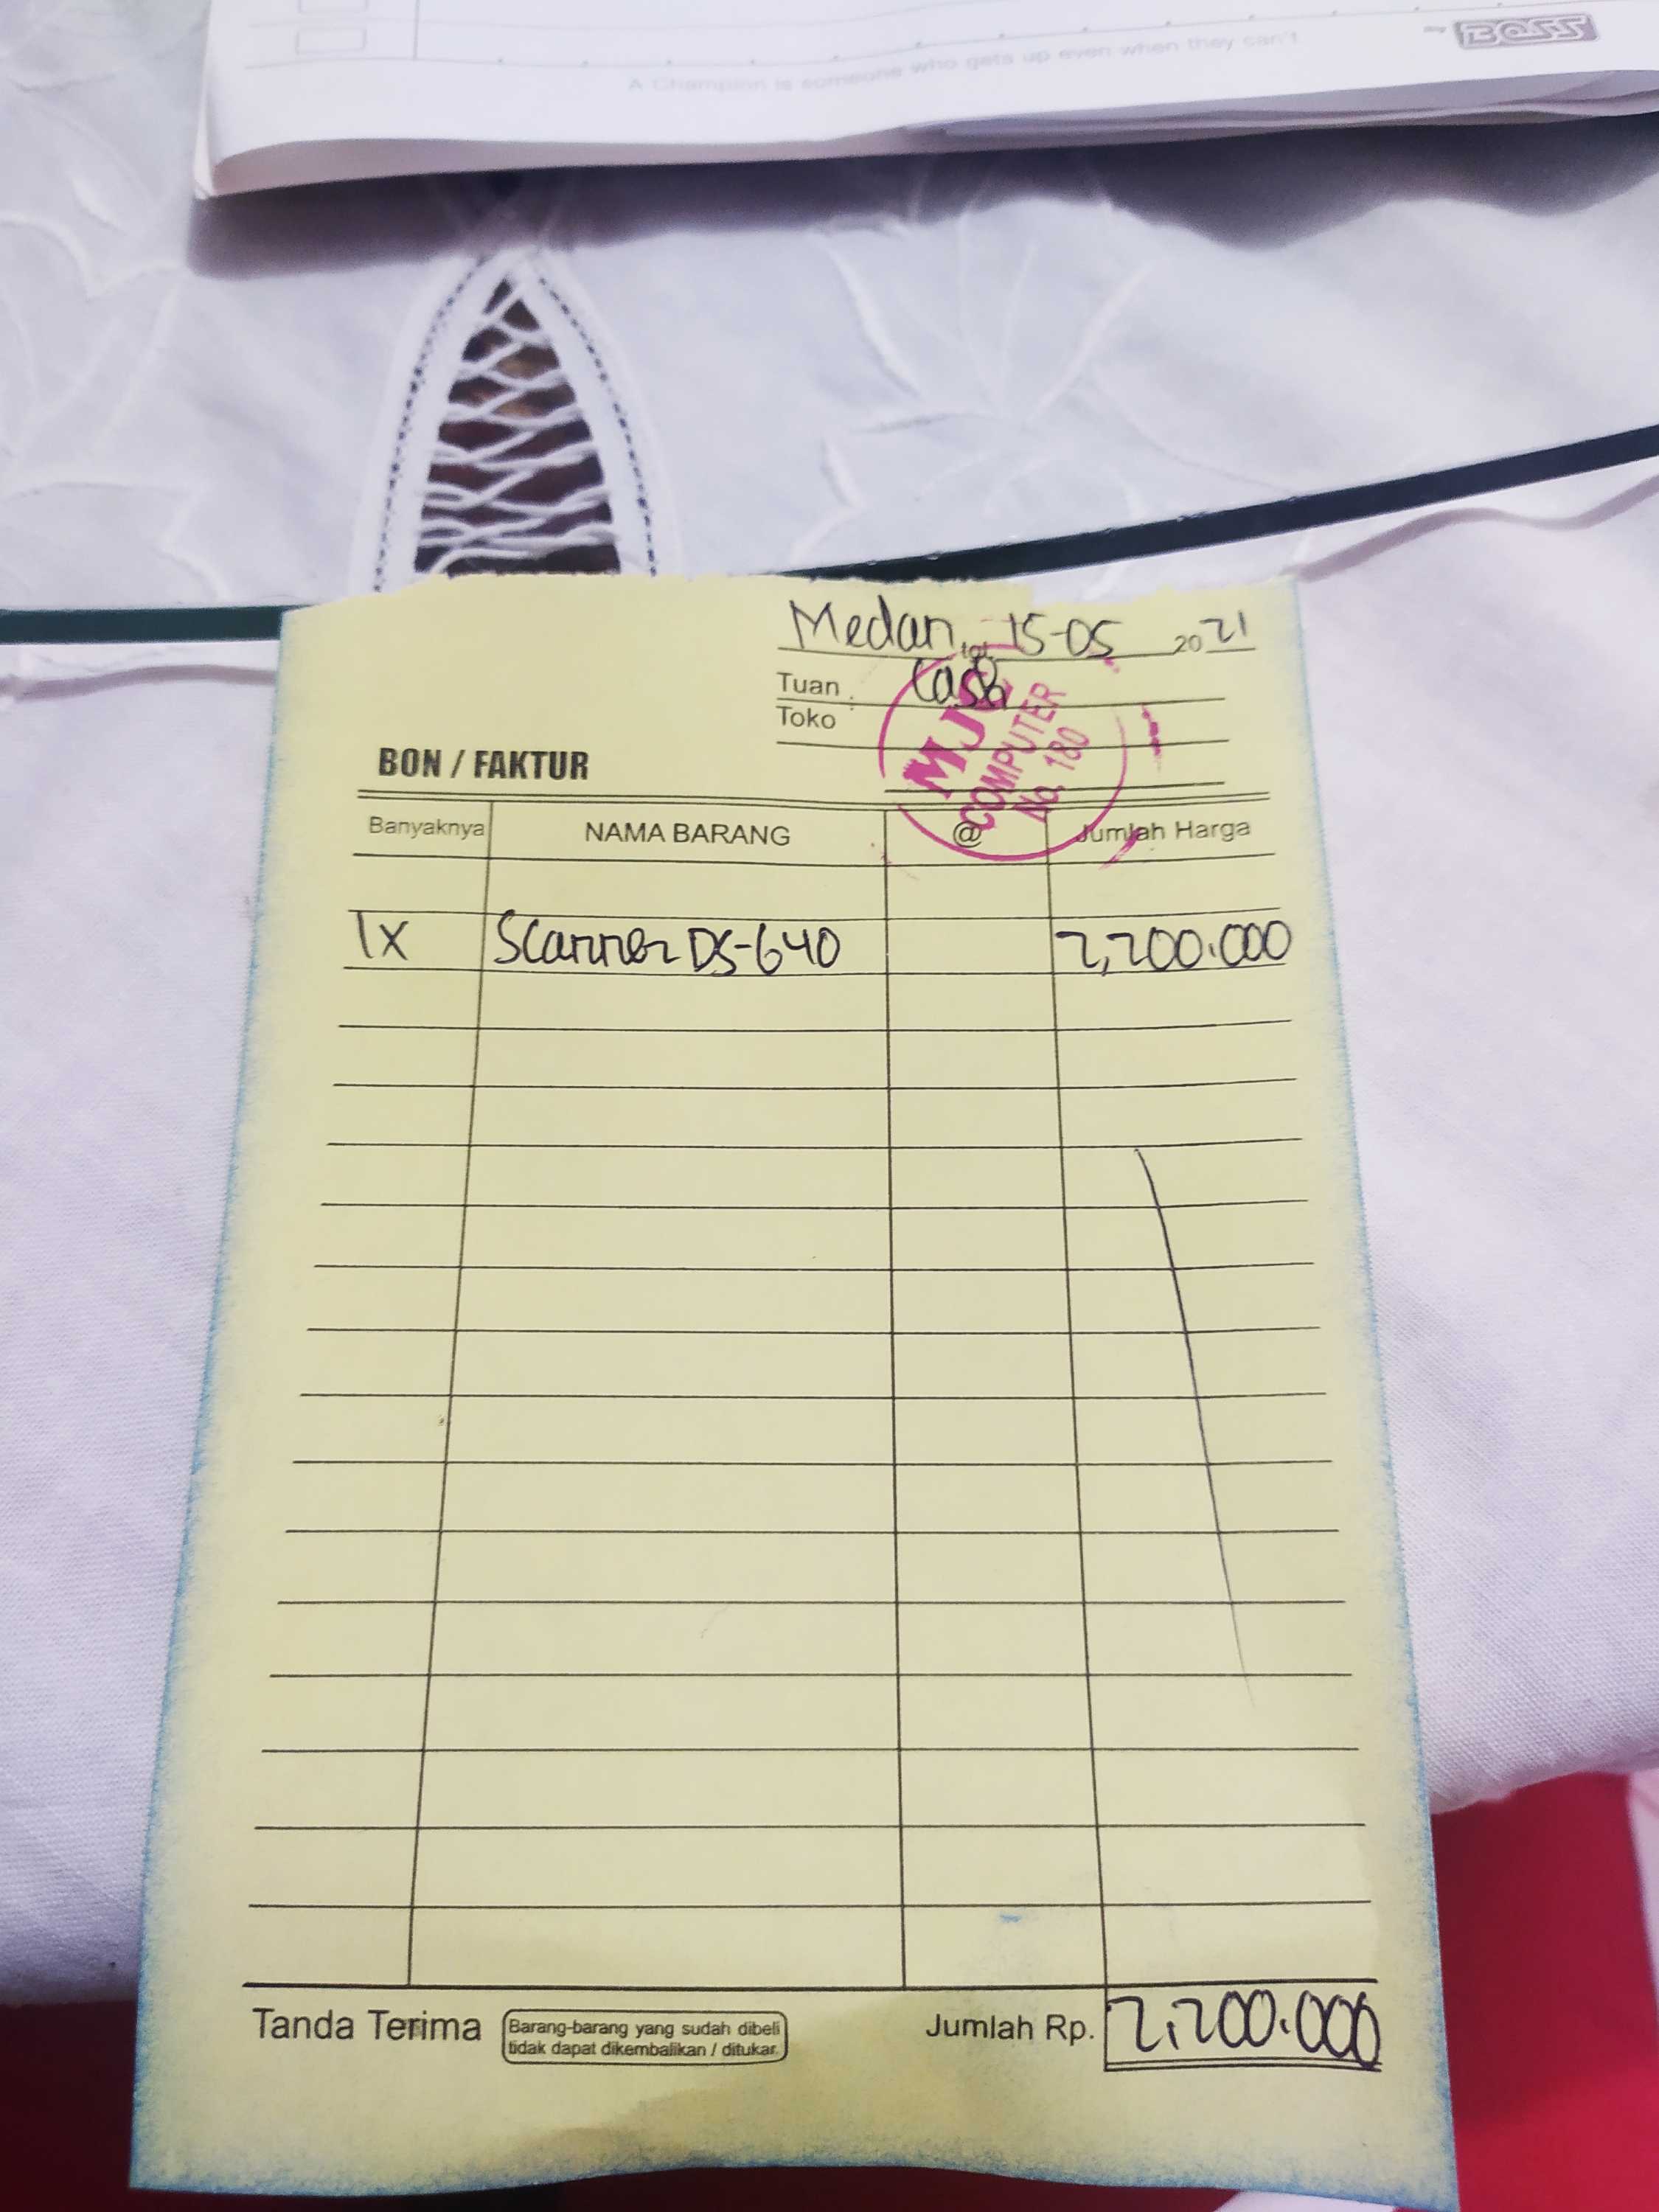 A Champion is someone who gets up even when they can't
BOSS
Medan, tgl 15-05 2021
Tuan : Cash
Toko
MJC
COMPUTER
No. 180
BON / FAKTUR
Banyaknya NAMA BARANG @ Jumlah Harga
1x Scanner DS-640 2,200.000
Tanda Terima
Barang-barang yang sudah dibeli
tidak dapat dikembalikan / ditukar.
Jumlah Rp. 2,200.000